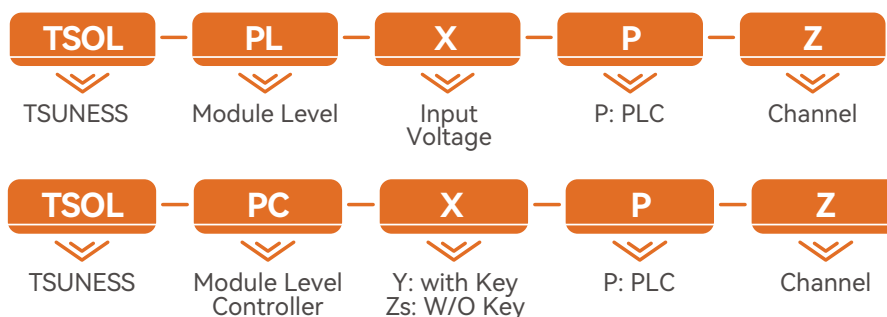 TSOL PL X P Z
TSUNESS Module Level Input Voltage P: PLC Channel
TSOL PC X P Z
TSUNESS Module Level Controller Y: with Key Zs: W/O Key P: PLC Channel